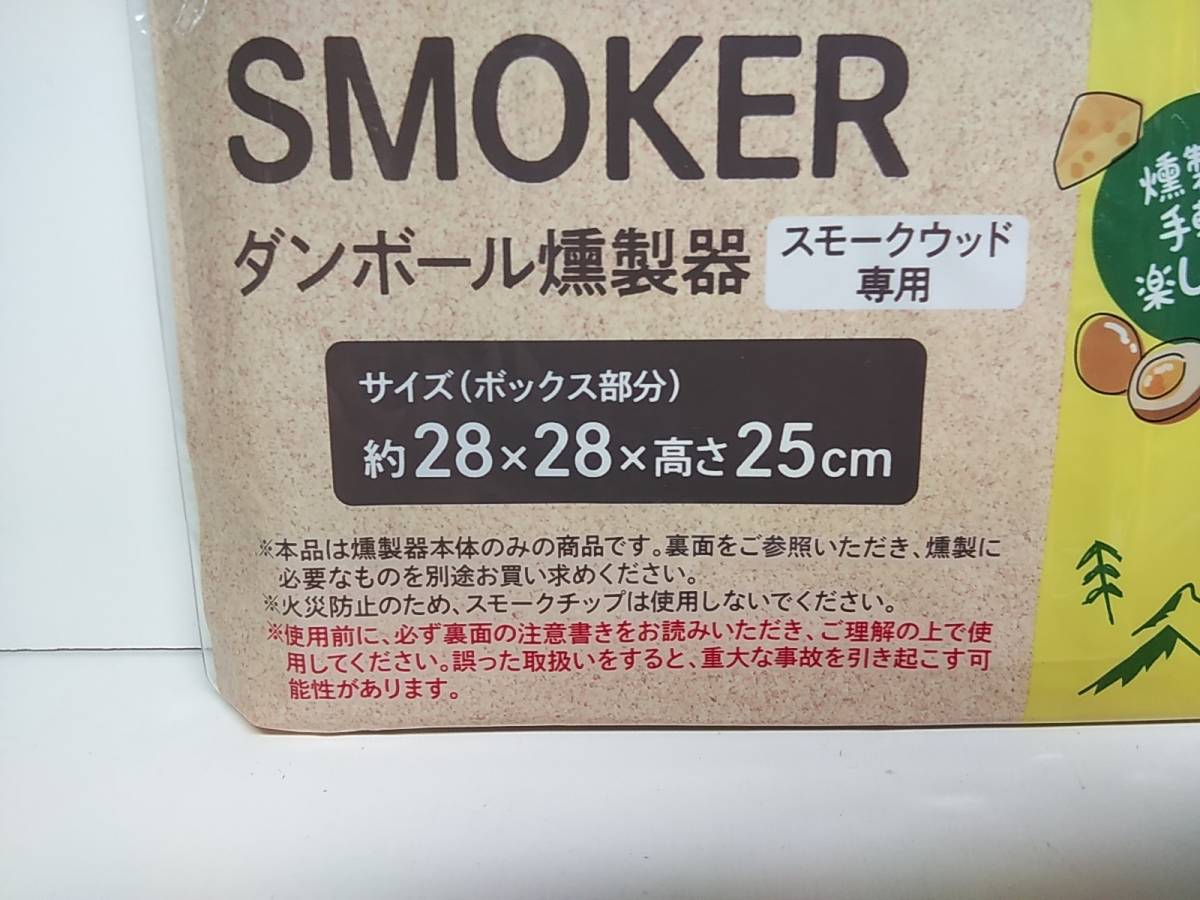 SMOKER
ダンボール燻製器
スモークウッド
専用
サイズ(ボックス部分)
約28×28×高さ25cm
※本品は燻製器本体のみの商品です。裏面をご参照いただき、燻製に
必要なものを別途お買い求めください。
※火災防止のため、スモークチップは使用しないでください。
※使用前に、必ず裏面の注意書きをお読みいただき、ご理解の上で使
用してください。誤った取扱いをすると、重大な事故を引き起こす可
能性があります。
燻製
手
楽し